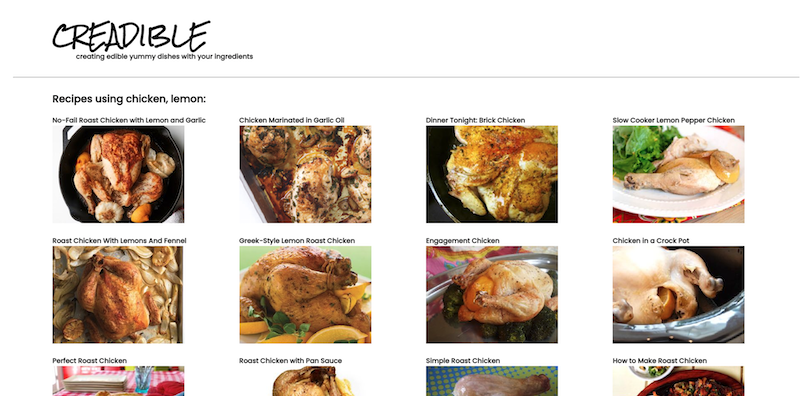 CREADIBLE
creating edible yummy dishes with your ingredients
Recipes using chicken, lemon:
No-Fail Roast Chicken with Lemon and Garlic
Chicken Marinated in Garlic Oil
Dinner Tonight: Brick Chicken
Slow Cooker Lemon Pepper Chicken
Roast Chicken With Lemons And Fennel
Greek-Style Lemon Roast Chicken
Engagement Chicken
Chicken in a Crock Pot
Perfect Roast Chicken
Roast Chicken with Pan Sauce
Simple Roast Chicken
How to Make Roast Chicken